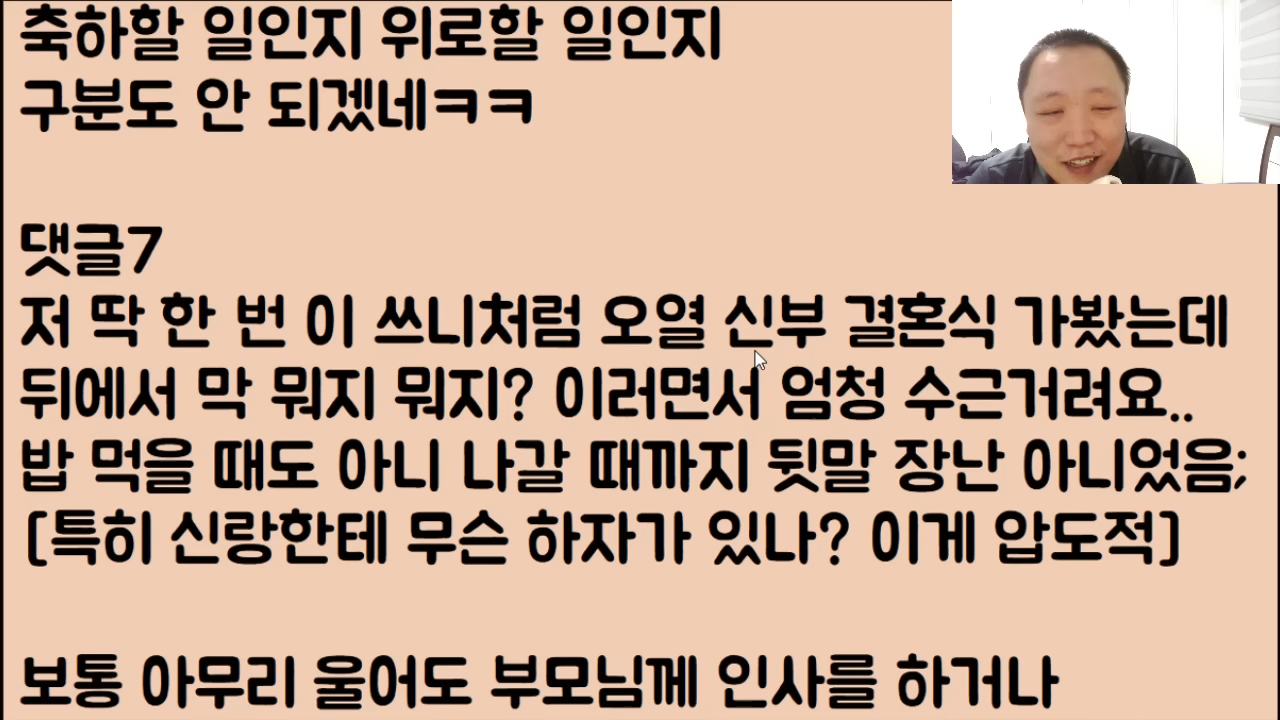 축하할 일인지 위로할 일인지
구분도 안 되겠네ㅋㅋ
댓글7
저 딱 한 번 이 쓰니처럼 오열 신부 결혼식 가봤는데
뒤에서 막 뭐지 뭐지? 이러면서 엄청 수근거려요..
밥 먹을 때도 아니 나갈 때까지 뒷말 장난 아니었음;
[특히 신랑한테 무슨 하자가 있나? 이게 압도적]
보통 아무리 울어도 부모님께 인사를 하거나